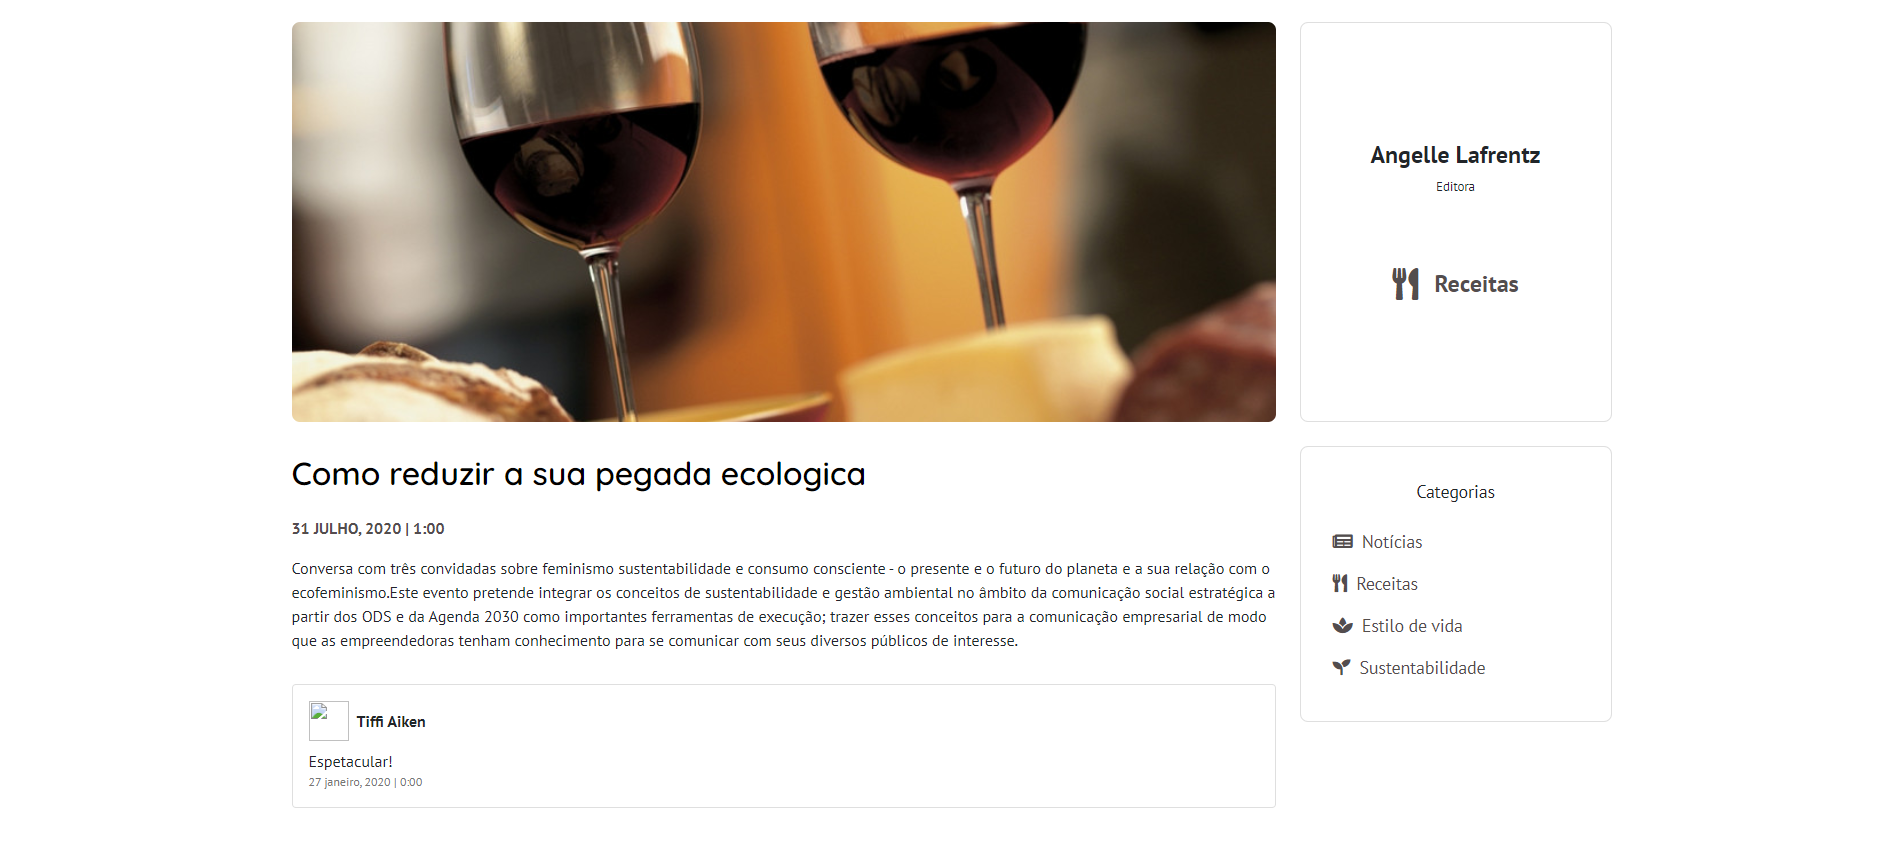 Angelle Lafrentz
Editora
Receitas
Como reduzir a sua pegada ecologica
31 JULHO, 2020 | 1:00
Conversa com três convidadas sobre feminismo sustentabilidade e consumo consciente - o presente e o futuro do planeta e a sua relação com o
ecofeminismo.Este evento pretende integrar os conceitos de sustentabilidade e gestão ambiental no âmbito da comunicação social estratégica a
partir dos ODS e da Agenda 2030 como importantes ferramentas de execução; trazer esses conceitos para a comunicação empresarial de modo
que as empreendedoras tenham conhecimento para se comunicar com seus diversos públicos de interesse.
Tiffi Aiken
Espetacular!
27 janeiro, 2020 | 0:00
Categorias
Notícias
Receitas
Estilo de vida
Sustentabilidade